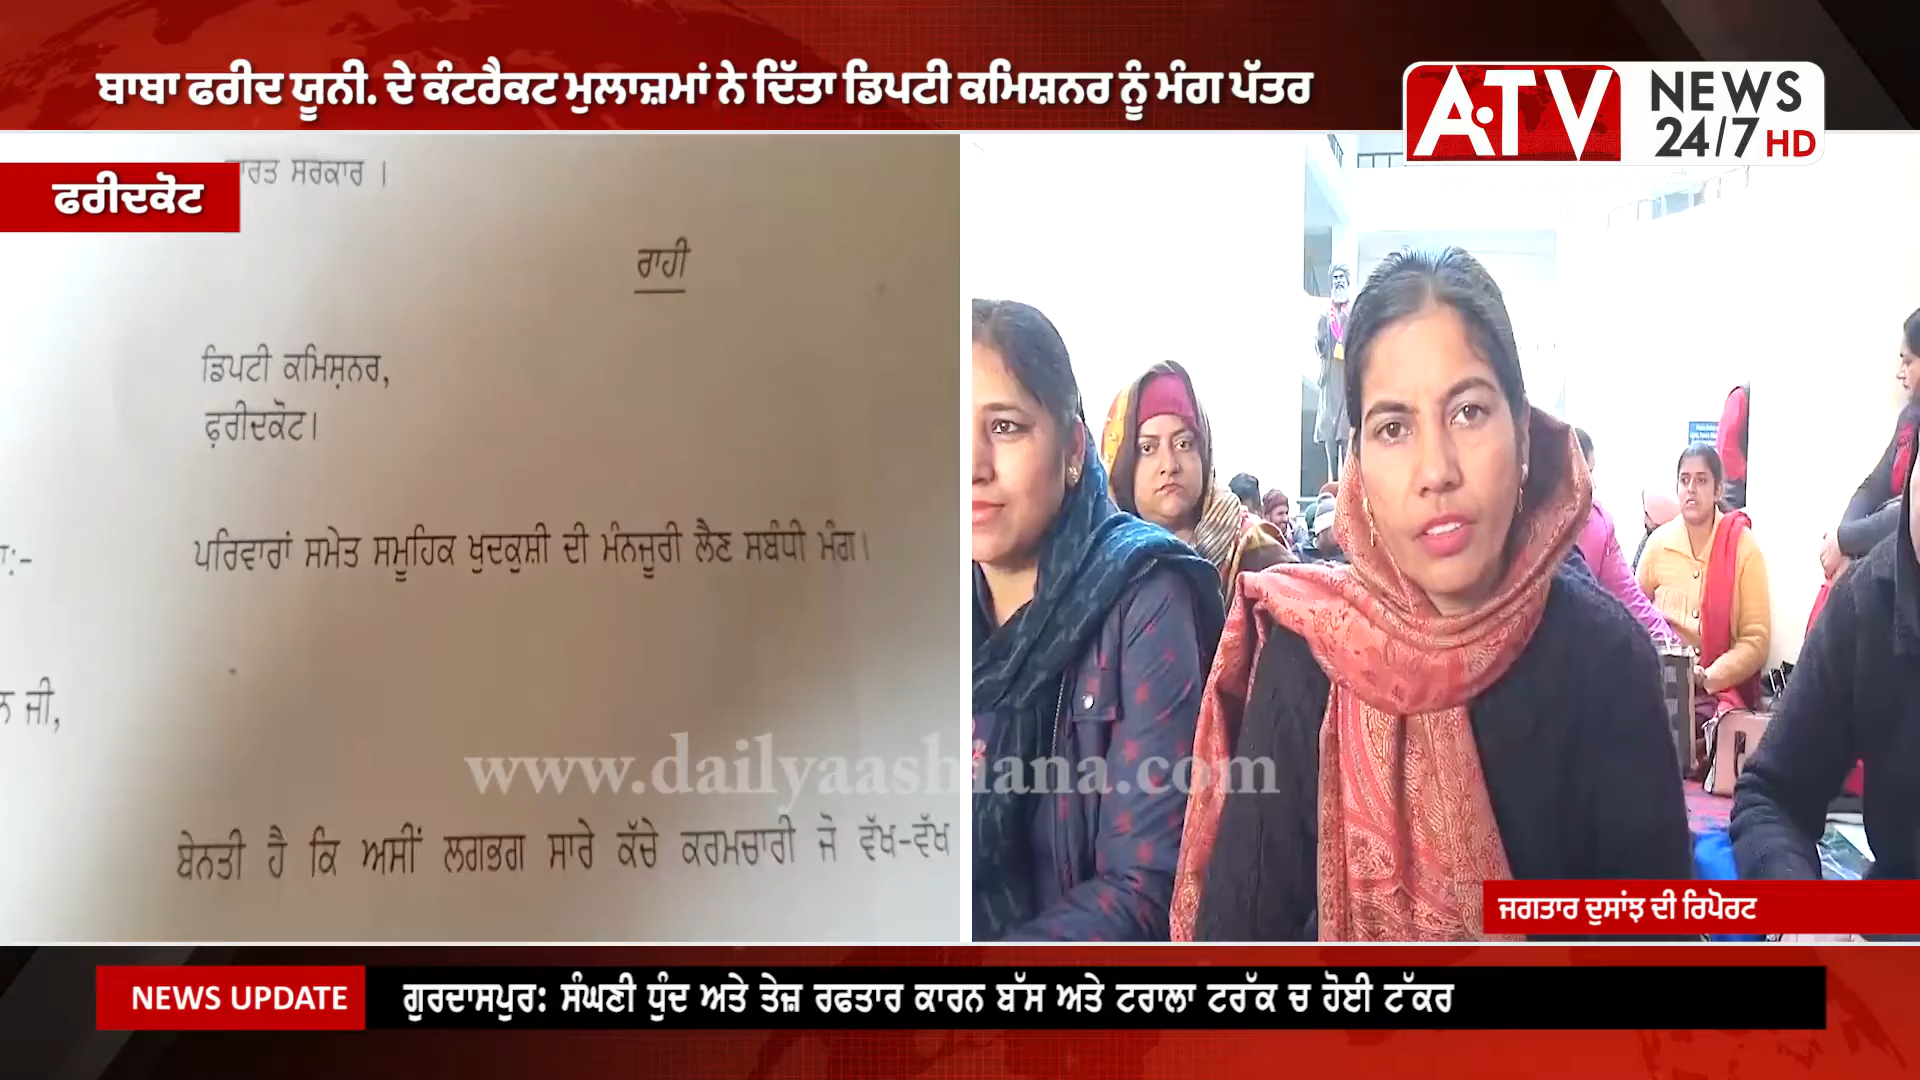 ਬਾਬਾ ਫਰੀਦ ਯੂਨੀ. ਦੇ ਕੰਟਰੈਕਟ ਮੁਲਾਜ਼ਮਾਂ ਨੇ ਦਿੱਤਾ ਡਿਪਟੀ ਕਮਿਸ਼ਨਰ ਨੂੰ ਮੰਗ ਪੱਤਰ
A.TV NEWS
24/7 HD
ਫਰੀਦਕੋਟ
ਸਰਕਾਰ ।
ਰਾਹੀ
ਡਿਪਟੀ ਕਮਿਸ਼ਨਰ,
ਫ਼ਰੀਦਕੋਟ।
ਪਰਿਵਾਰਾਂ ਸਮੇਤ ਸਮੂਹਿਕ ਖੁਦਕੁਸ਼ੀ ਦੀ ਮੰਨਜੂਰੀ ਲੈਣ ਸਬੰਧੀ ਮੰਗ।
ਜੀ,
www.dailyaashiana.com
ਬੇਨਤੀ ਹੈ ਕਿ ਅਸੀਂ ਲਗਭਗ ਸਾਰੇ ਕੱਚੇ ਕਰਮਚਾਰੀ ਜੋ ਵੱਖ-ਵੱਖ
ਜਗਤਾਰ ਦੁਸਾਂਝ ਦੀ ਰਿਪੋਰਟ
NEWS UPDATE
ਗੁਰਦਾਸਪੁਰ: ਸੰਘਣੀ ਧੁੰਦ ਅਤੇ ਤੇਜ਼ ਰਫਤਾਰ ਕਾਰਨ ਬੱਸ ਅਤੇ ਟਰਾਲਾ ਟਰੱਕ ਚ ਹੋਈ ਟੱਕਰ